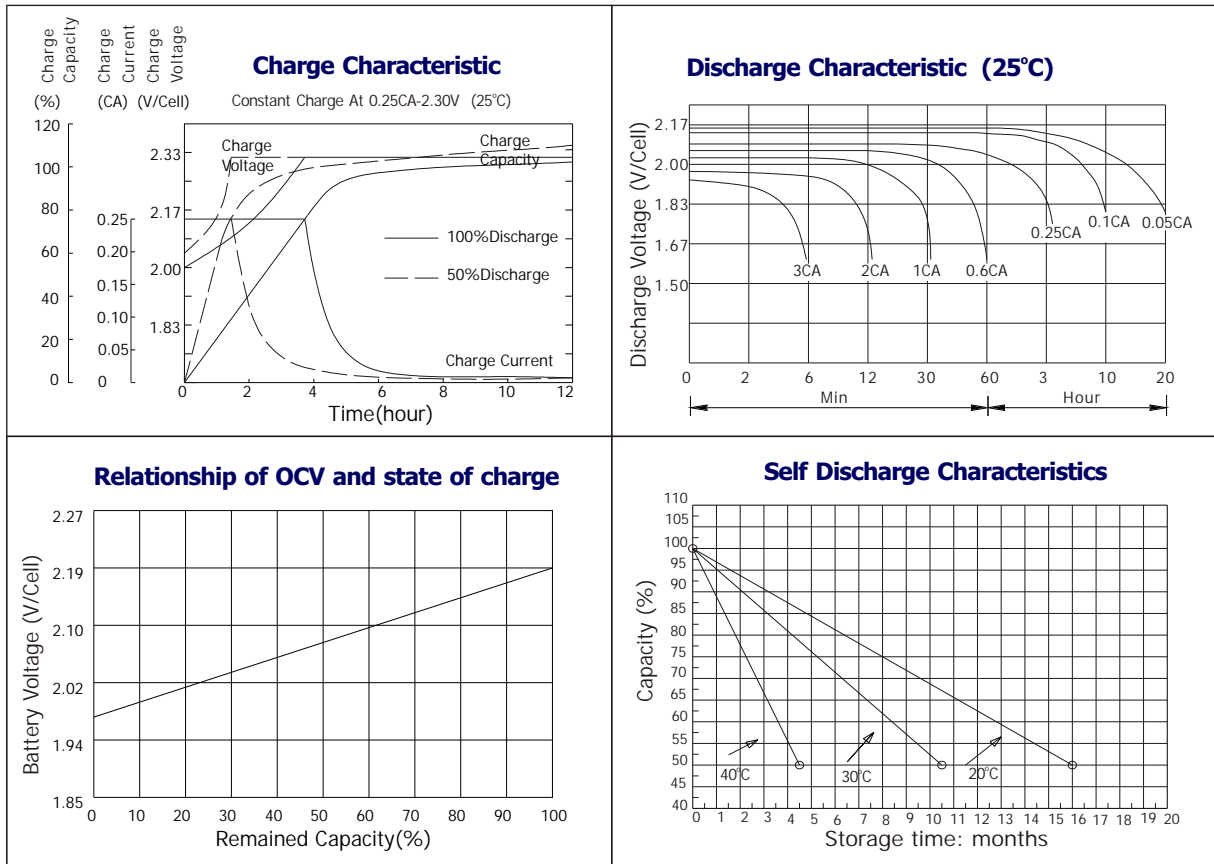 Charge Capacity
Charge Current
Charge Voltage
(%) (CA) (V/Cell)
Charge Characteristic
Constant Charge At 0.25CA-2.30V (25°C)
120
100
80
60
40
20
0
0.25
0.20
0.15
0.10
0.05
0
2.33
2.17
2.00
1.83
Charge Voltage
Charge Capacity
100%Discharge
50%Discharge
Charge Current
0 2 4 6 8 10 12
Time(hour)
Discharge Characteristic (25°C)
Discharge Voltage (V/Cell)
2.17
2.00
1.83
1.67
1.50
3CA 2CA 1CA 0.6CA 0.25CA 0.1CA 0.05CA
0 2 6 12 30 60 3 10 20
Min Hour
Relationship of OCV and state of charge
Battery Voltage (V/Cell)
2.27
2.19
2.10
2.02
1.94
1.85
0 10 20 30 40 50 60 70 80 90 100
Remained Capacity(%)
Self Discharge Characteristics
Capacity (%)
110
105
100
95
90
85
80
75
70
65
60
55
50
45
40
40°C 30°C 20°C
0 1 2 3 4 5 6 7 8 9 10 11 12 13 14 15 16 17 18 19 20
Storage time: months